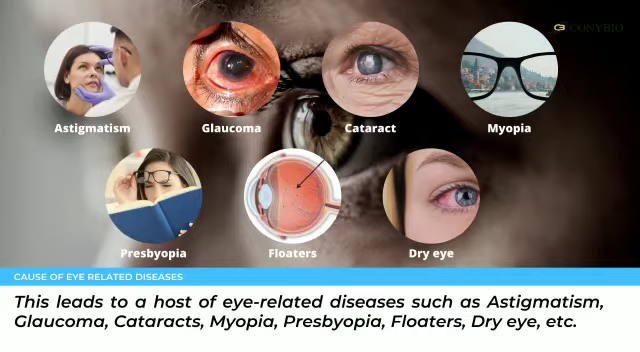 CONYBIO
Astigmatism
Glaucoma
Cataract
Myopia
Presbyopia
Floaters
Dry eye
CAUSE OF EYE RELATED DISEASES
This leads to a host of eye-related diseases such as Astigmatism,
Glaucoma, Cataracts, Myopia, Presbyopia, Floaters, Dry eye, etc.